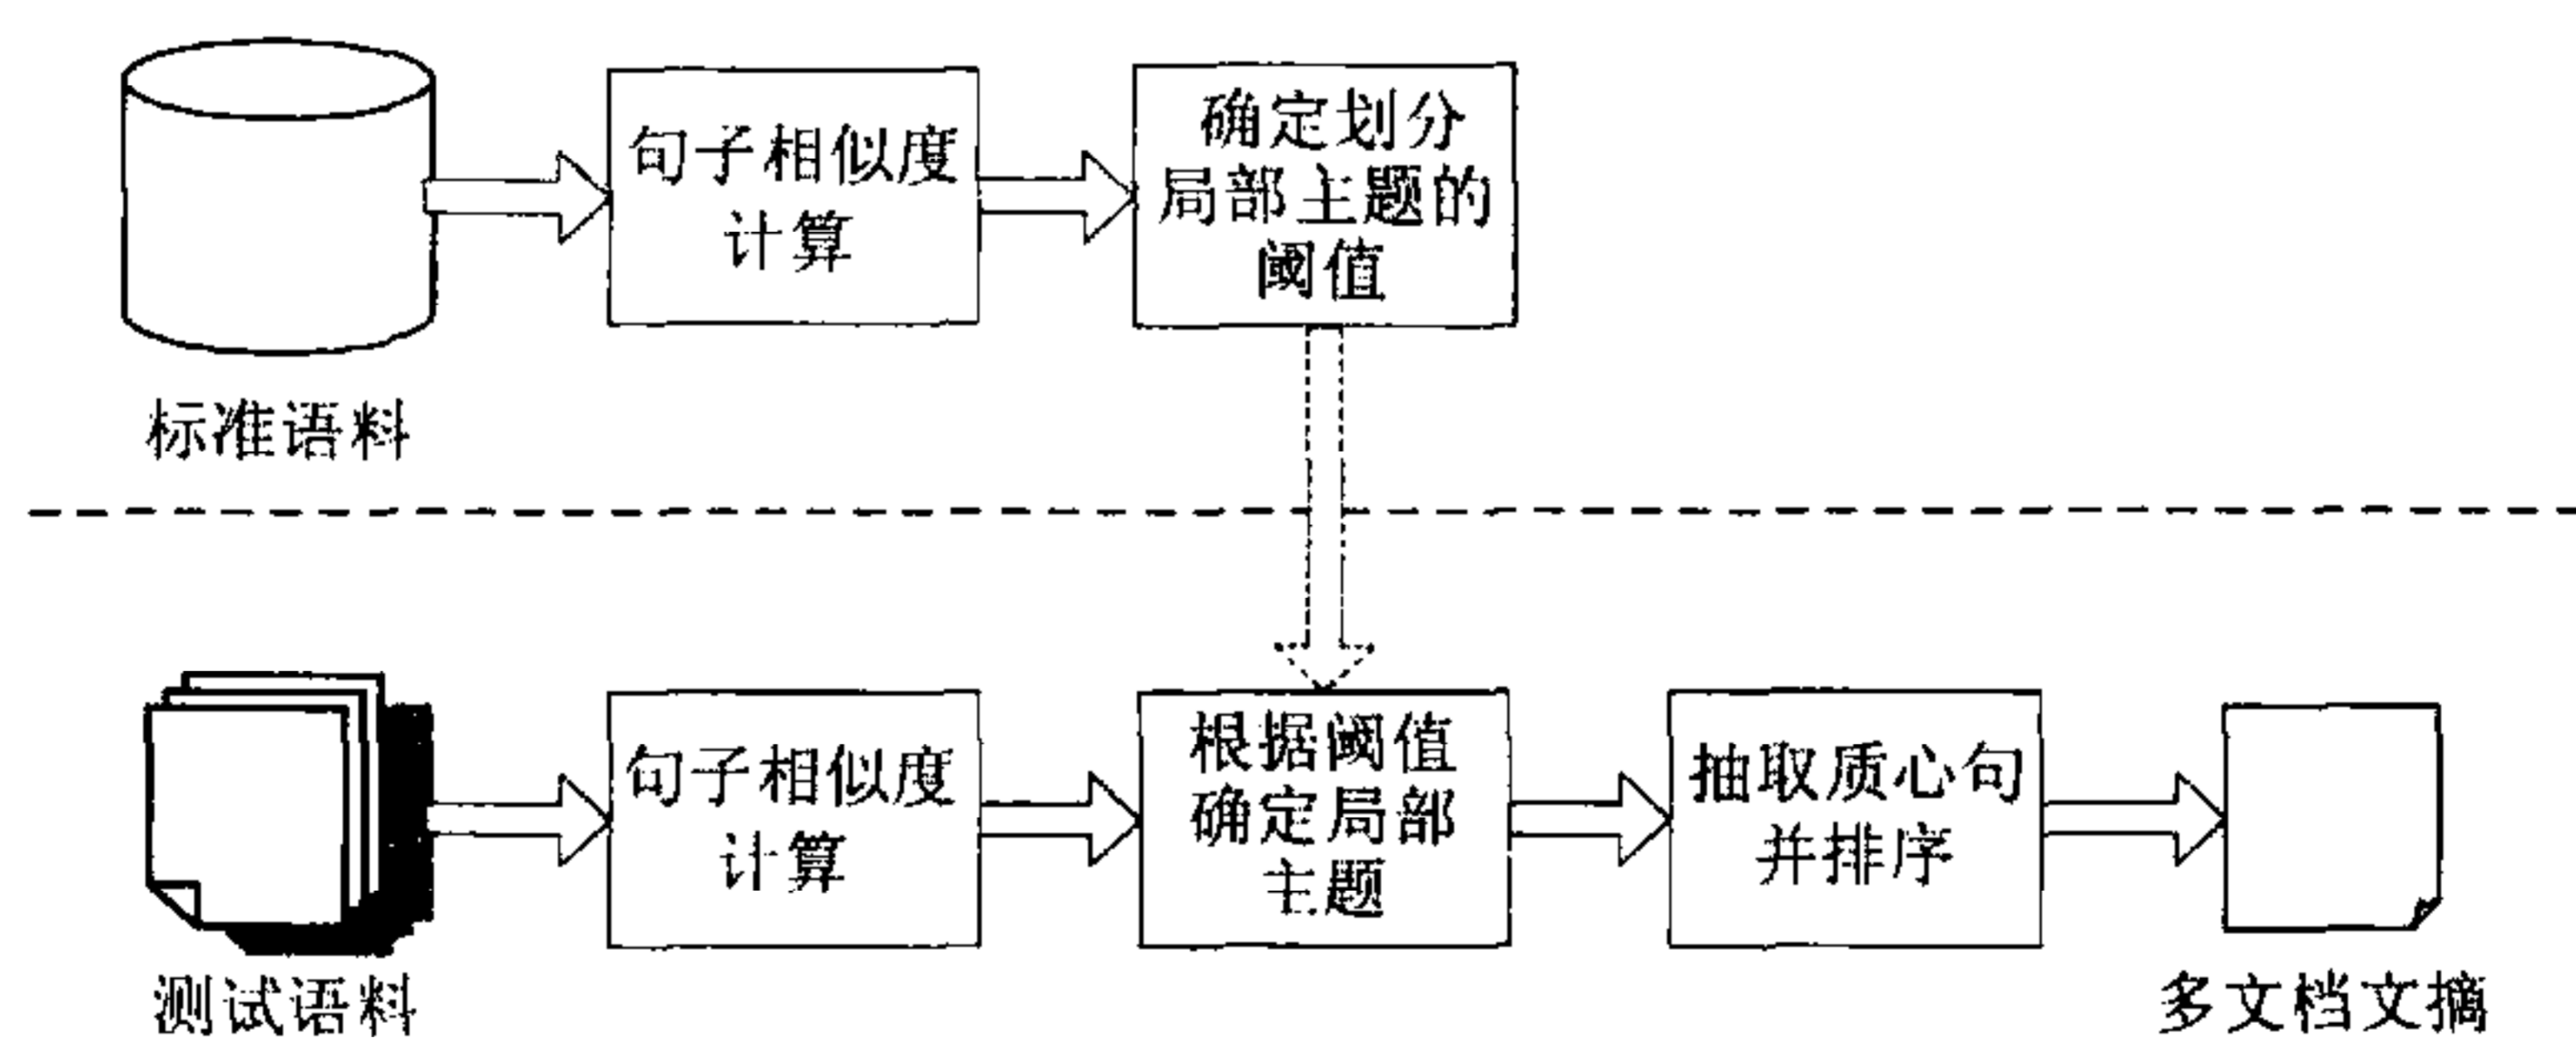 句子相似度
计算
确定划分
局部主题的
阈值
标准语料
句子相似度
计算
根据阈值
确定局部
主题
抽取质心句
并排序
测试语料
多文档文摘